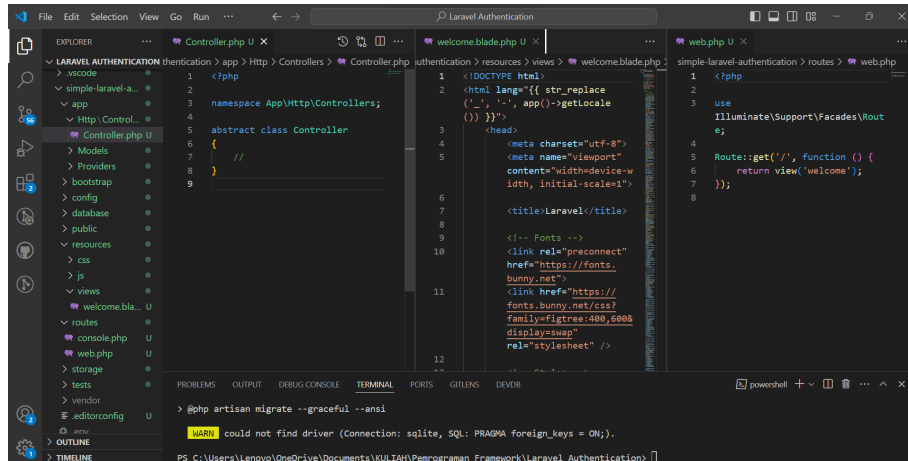 File Edit Selection View Go Run ··· ← → Laravel Authentication
EXPLORER ···
LARAVEL AUTHENTICATION
> .vscode
simple-laravel-a...
app
Http \ Control...
Controller.php U
> Models
> Providers
> bootstrap
> config
> database
> public
resources
> css
> js
views
welcome.bla... U
routes
console.php U
web.php U
> storage
> tests
> vendor
.editorconfig U
.env
> OUTLINE
> TIMELINE
56
2
2
1
Controller.php U ×
thentication > app > Http > Controllers > Controller.php
1 <?php
2
3 namespace App\Http\Controllers;
4
5 abstract class Controller
6 {
7 //
8 }
9
welcome.blade.php U ×
uthentication > resources > views > welcome.blade.php >
1 <!DOCTYPE html>
2 <html lang="{{ str_replace
('_', '-', app()->getLocale
()) }}">
3 <head>
4 <meta charset="utf-8">
5 <meta name="viewport"
content="width=device-w
idth, initial-scale=1">
6
7 <title>Laravel</title>
8
9 <!-- Fonts -->
10 <link rel="preconnect"
href="https://fonts.
bunny.net">
11 <link href="https://
fonts.bunny.net/css?
family=figtree:400,600&
display=swap"
rel="stylesheet" />
12
web.php U ×
simple-laravel-authentication > routes > web.php
1 <?php
2
3 use
Illuminate\Support\Facades\Rout
e;
4
5 Route::get('/', function () {
6 return view('welcome');
7 });
8
PROBLEMS OUTPUT DEBUG CONSOLE TERMINAL PORTS GITLENS DEVDB
powershell
> @php artisan migrate --graceful --ansi
WARN could not find driver (Connection: sqlite, SQL: PRAGMA foreign_keys = ON;).
PS C:\Users\Lenovo\OneDrive\Documents\KULIAH\Pemrograman Framework\Laravel Authentication>